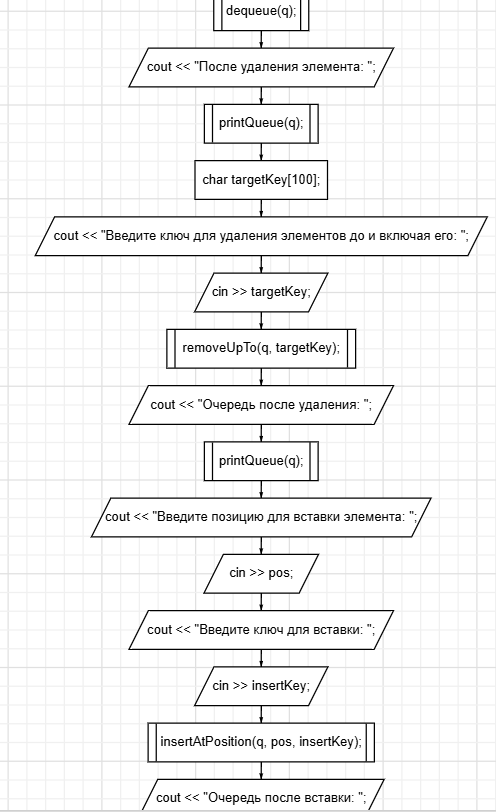 dequeue(q);
cout << "После удаления элемента: ";
printQueue(q);
char targetKey[100];
cout << "Введите ключ для удаления элементов до и включая его: ";
cin >> targetKey;
removeUpTo(q, targetKey);
cout << "Очередь после удаления: ";
printQueue(q);
cout << "Введите позицию для вставки элемента: ";
cin >> pos;
cout << "Введите ключ для вставки: ";
cin >> insertKey;
insertAtPosition(q, pos, insertKey);
cout << "Очередь после вставки: ";